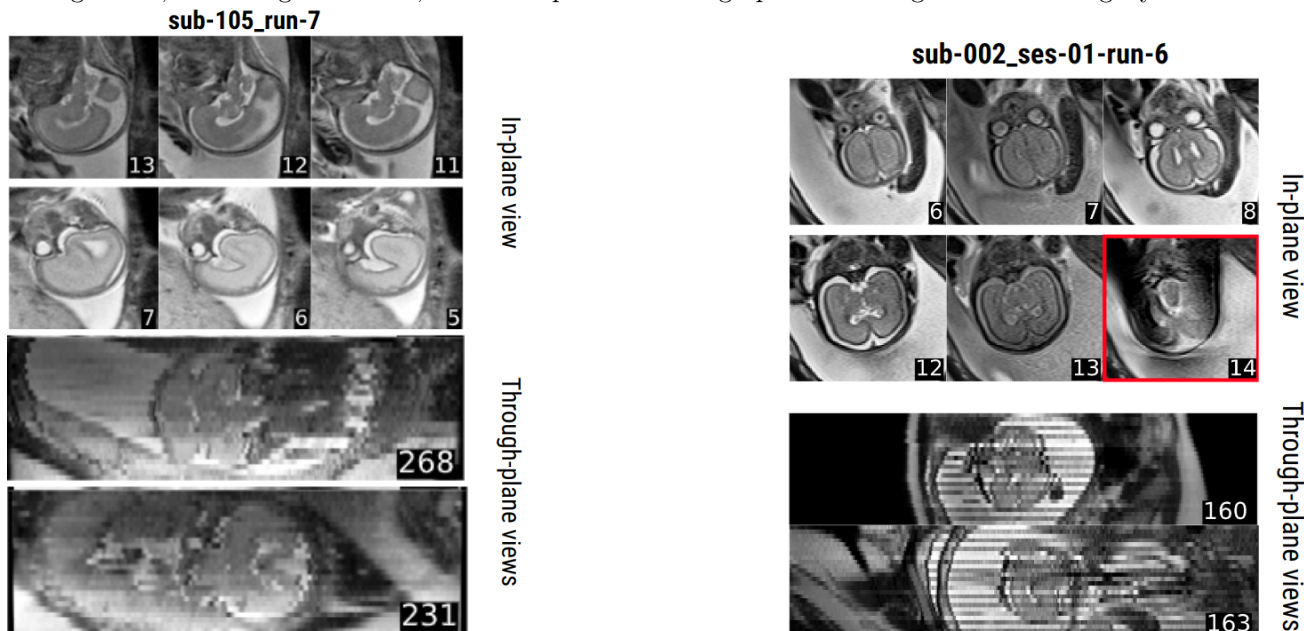 sub-105_run-7
13
12
11
7
6
5
In-plane view
268
231
Through-plane views
sub-002_ses-01-run-6
6
7
8
12
13
14
In-plane view
160
163
Through-plane views